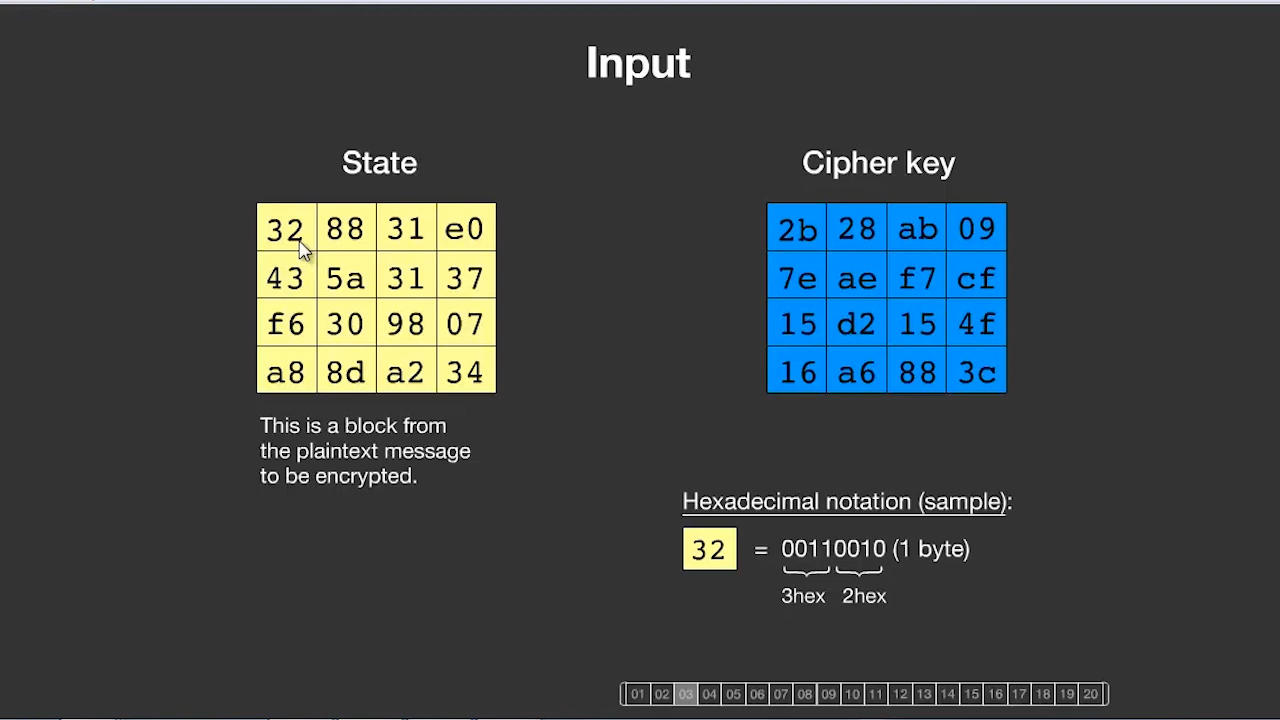 Input
State
Cipher key
32 88 31 e0
43 5a 31 37
f6 30 98 07
a8 8d a2 34
2b 28 ab 09
7e ae f7 cf
15 d2 15 4f
16 a6 88 3c
This is a block from
the plaintext message
to be encrypted.
Hexadecimal notation (sample):
32 = 00110010 (1 byte)
3hex 2hex
01 02 03 04 05 06 07 08 09 10 11 12 13 14 15 16 17 18 19 20